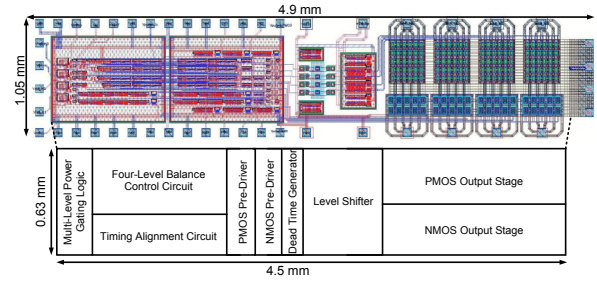 4.9 mm
1.05 mm
0.63 mm
Multi-Level Power
Gating Logic
Four-Level Balance
Control Circuit
Timing Alignment Circuit
PMOS Pre-Driver
NMOS Pre-Driver
Dead Time Generator
Level Shifter
PMOS Output Stage
NMOS Output Stage
4.5 mm